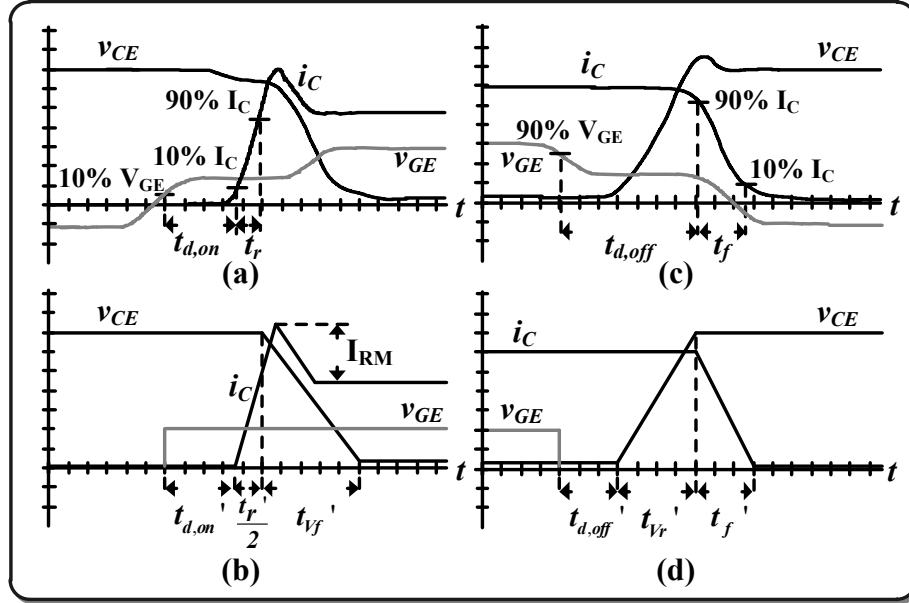 v_CE
i_C
90% I_C
10% I_C
10% V_GE
v_GE
t
t_d,on
t_r
(a)
v_CE
i_C
90% I_C
90% V_GE
v_GE
10% I_C
t
t_d,off
t_f
(c)
v_CE
I_RM
i_C
v_GE
t
t_d,on'
t_r'/2
t_Vf'
(b)
v_CE
i_C
v_GE
t
t_d,off'
t_Vr'
t_f'
(d)